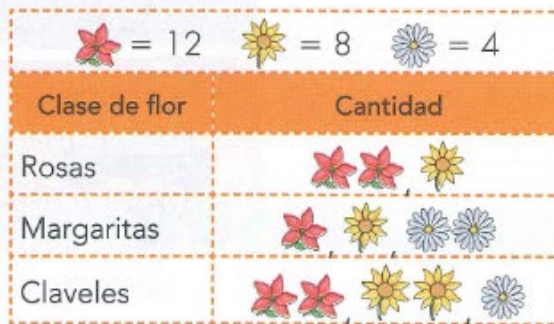 = 12 = 8 = 4
Clase de flor Cantidad
Rosas
Margaritas
Claveles